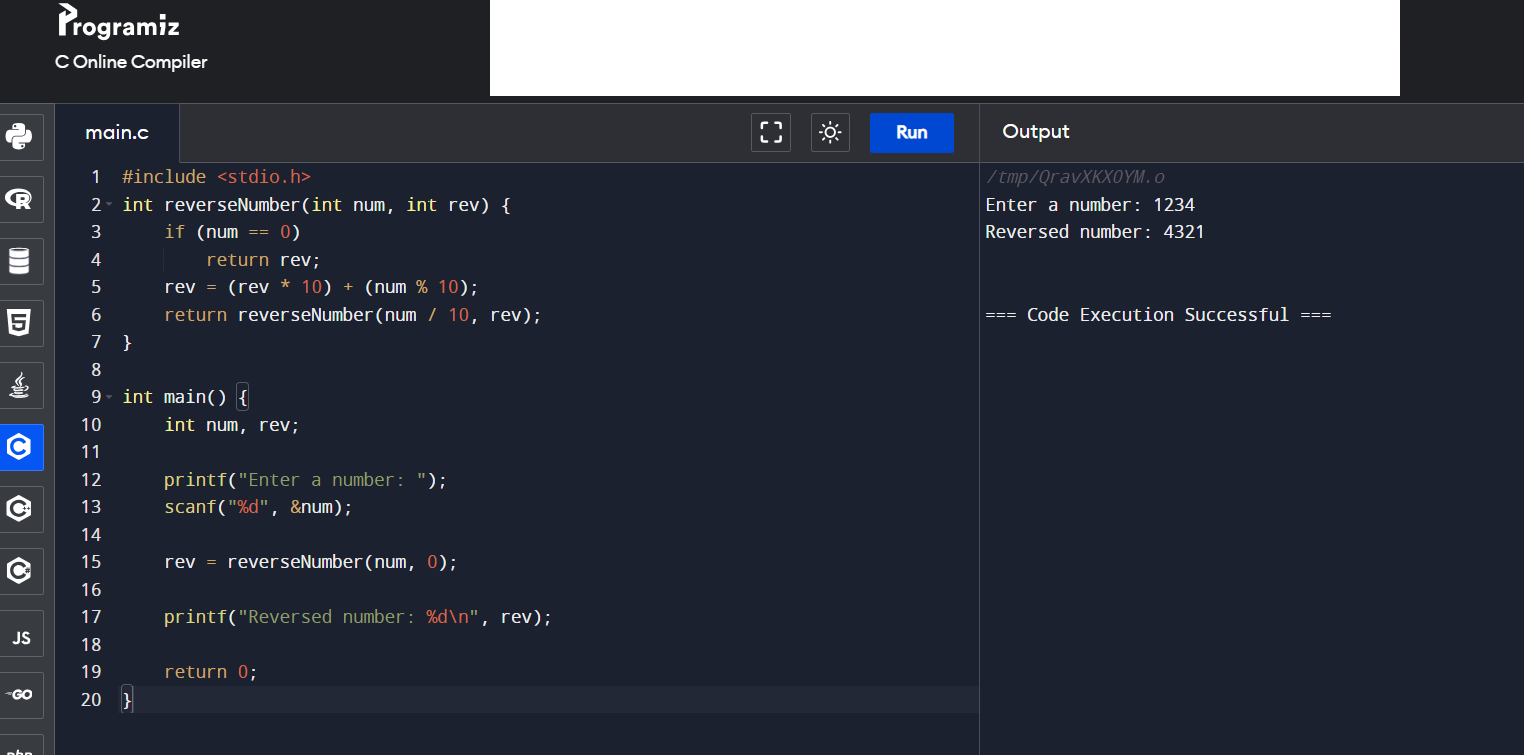 Programiz
C Online Compiler
main.c
Run
Output
1 #include <stdio.h>
2 int reverseNumber(int num, int rev) {
3     if (num == 0)
4         return rev;
5     rev = (rev * 10) + (num % 10);
6     return reverseNumber(num / 10, rev);
7 }
8
9 int main() {
10     int num, rev;
11
12     printf("Enter a number: ");
13     scanf("%d", &num);
14
15     rev = reverseNumber(num, 0);
16
17     printf("Reversed number: %d\n", rev);
18
19     return 0;
20 }
/tmp/QravXKX0YM.o
Enter a number: 1234
Reversed number: 4321
=== Code Execution Successful ===
R
5
C
C
C
JS
GO
php